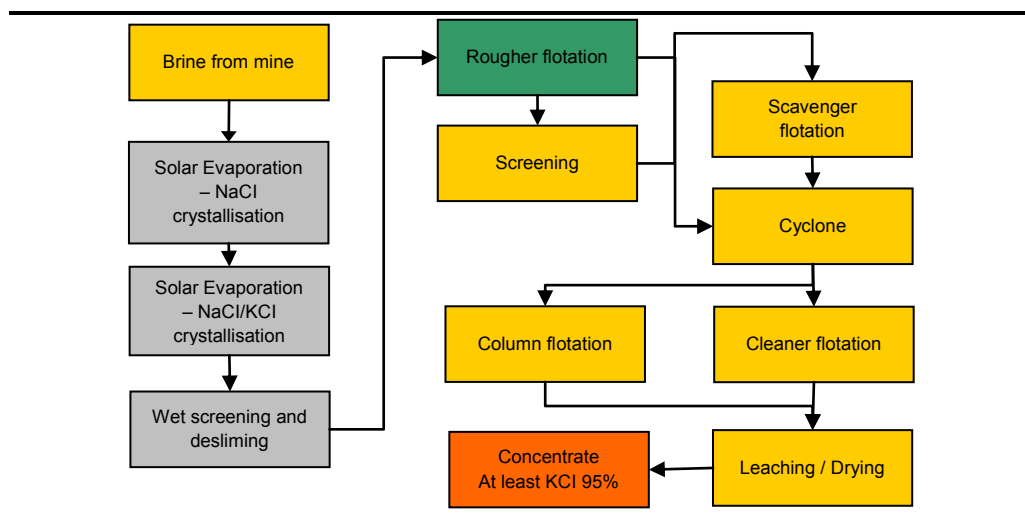 Brine from mine
Solar Evaporation
– NaCl
crystallisation
Solar Evaporation
– NaCl/KCl
crystallisation
Wet screening and
desliming
Rougher flotation
Screening
Scavenger
flotation
Cyclone
Column flotation
Cleaner flotation
Leaching / Drying
Concentrate
At least KCl 95%